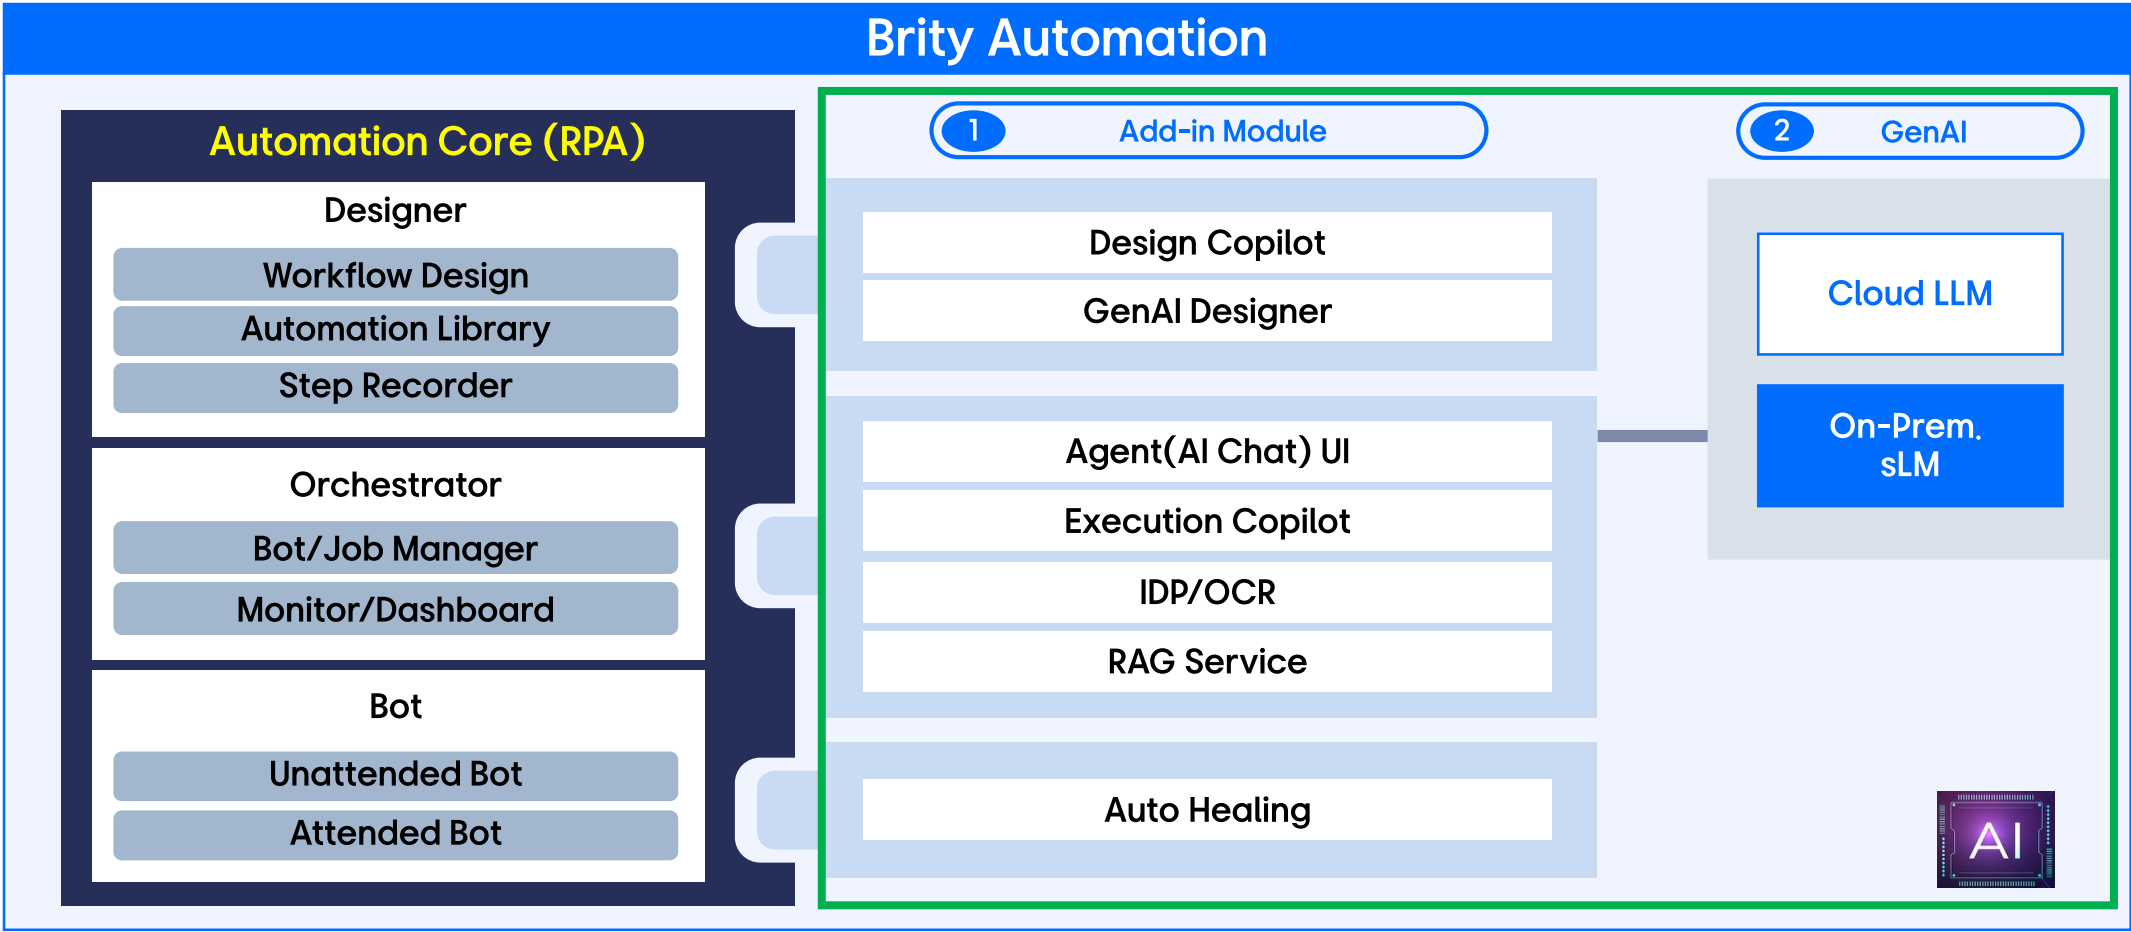 Brity Automation
Automation Core (RPA)
Designer
Workflow Design
Automation Library
Step Recorder
Orchestrator
Bot/Job Manager
Monitor/Dashboard
Bot
Unattended Bot
Attended Bot
1 Add-in Module
Design Copilot
GenAI Designer
Agent(AI Chat) UI
Execution Copilot
IDP/OCR
RAG Service
Auto Healing
2 GenAI
Cloud LLM
On-Prem.
sLM
AI